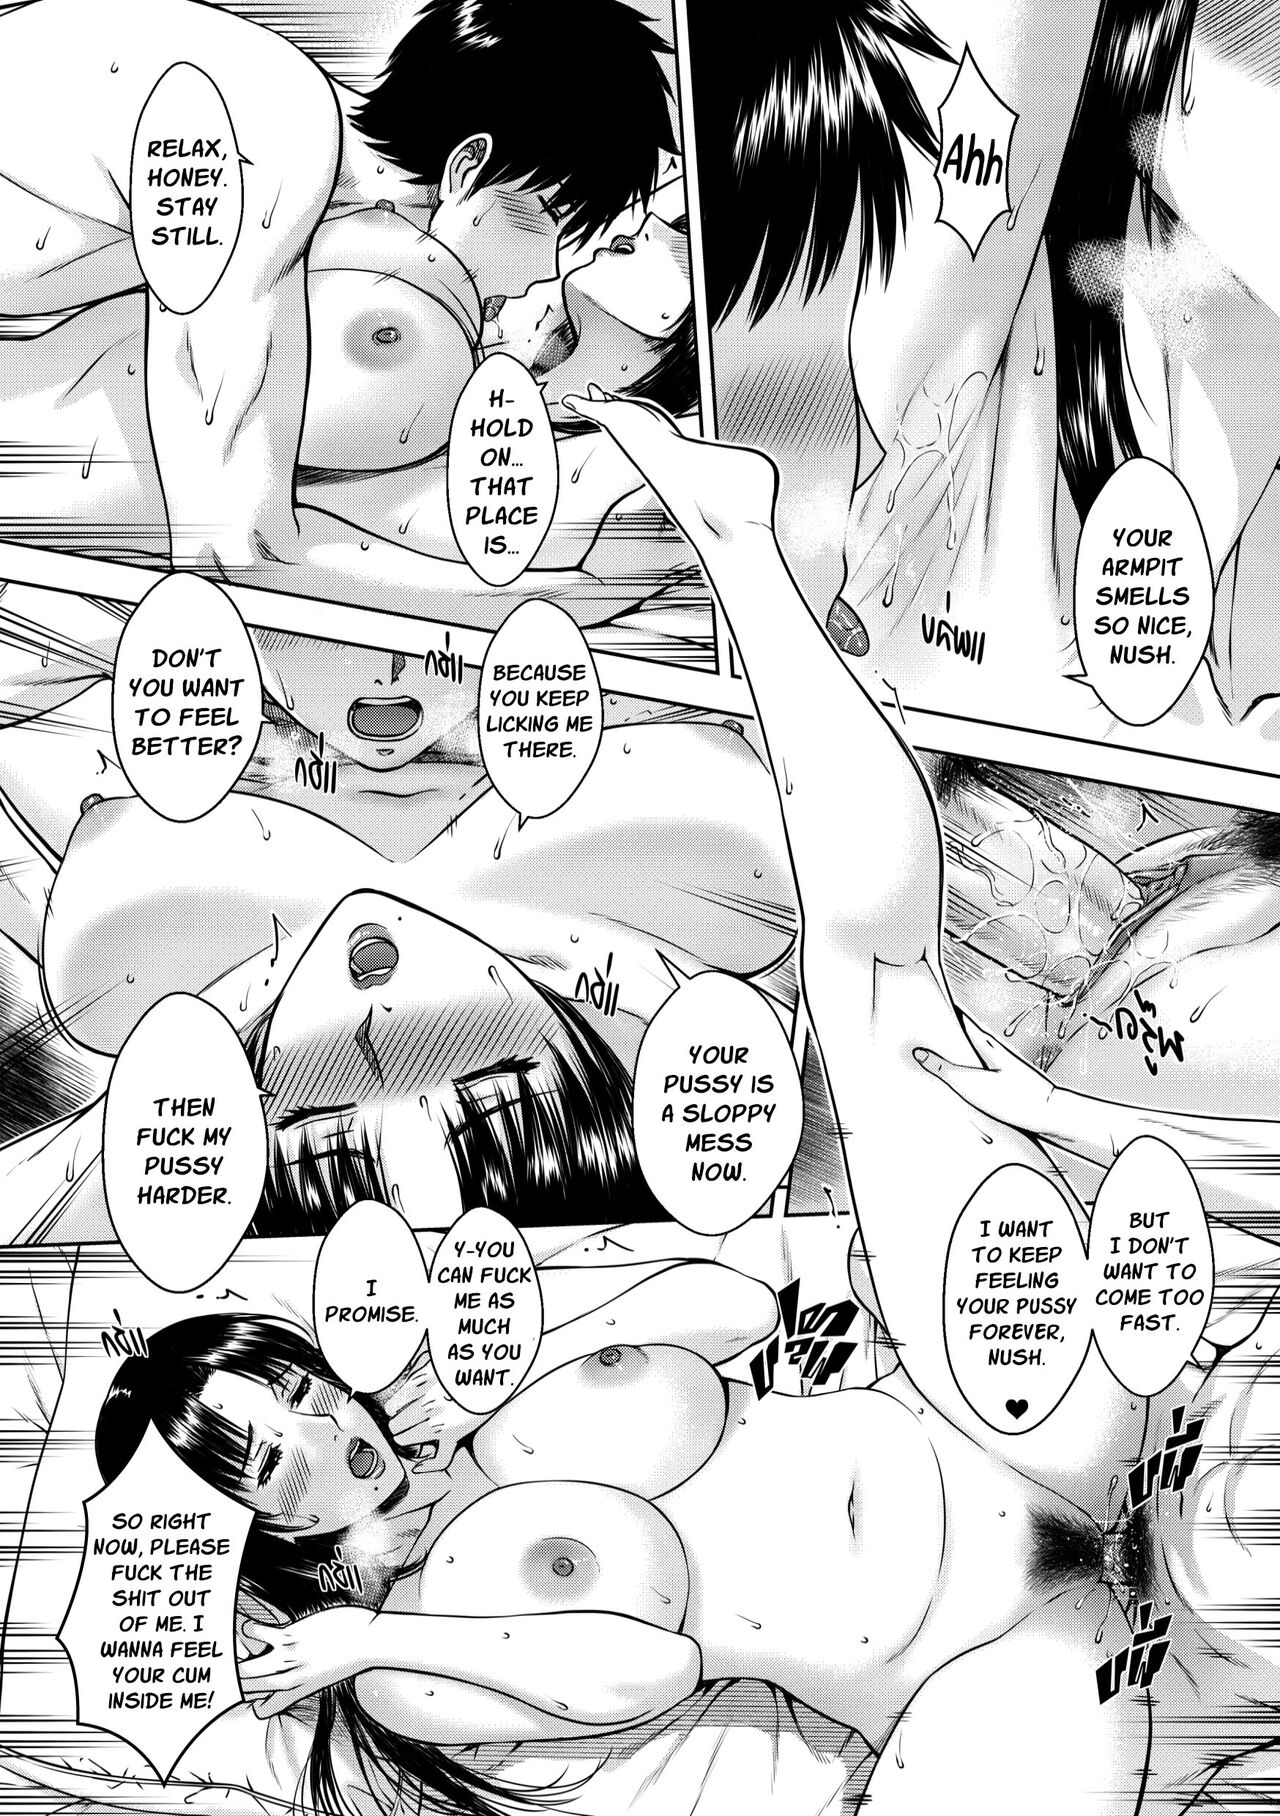 Ahh
YOUR
ARMPIT
SMELLS
SO NICE,
NUSH.
RELAX,
HONEY.
STAY
STILL.
H-
HOLD
ON...
THAT
PLACE
IS...
BECAUSE
YOU KEEP
LICKING ME
THERE.
DON'T
YOU WANT
TO FEEL
BETTER?
YOUR
PUSSY IS
A SLOPPY
MESS
NOW.
THEN
FUCK MY
PUSSY
HARDER.
BUT
I DON'T
WANT TO
COME TOO
FAST.
I WANT
TO KEEP
FEELING
YOUR PUSSY
FOREVER,
NUSH.
♥
Y-YOU
CAN FUCK
ME AS
MUCH
AS YOU
WANT.
I
PROMISE.
SO RIGHT
NOW, PLEASE
FUCK THE
SHIT OUT
OF ME. I
WANNA FEEL
YOUR CUM
INSIDE ME!